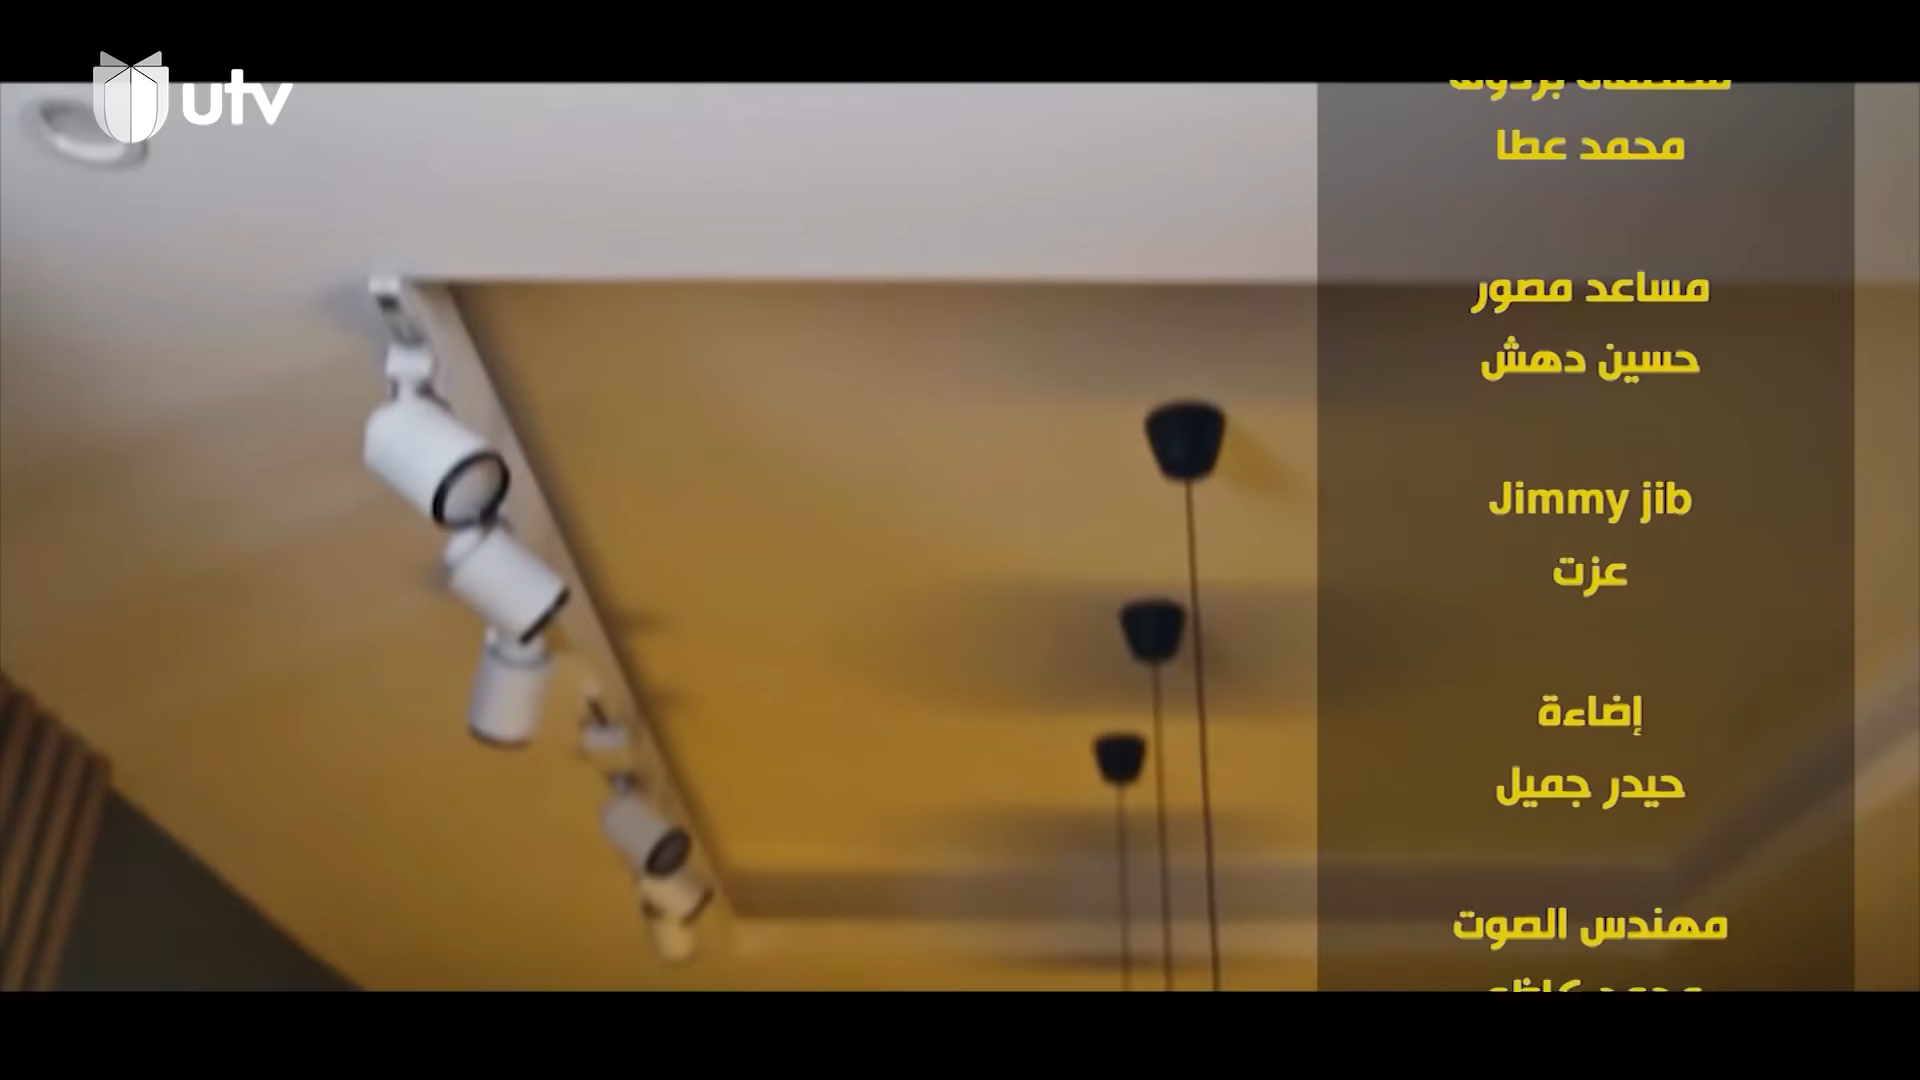 utv
محمد عطا
مساعد مصور
حسين دهش
Jimmy jib
عزت
إضاءة
حيدر جميل
مهندس الصوت